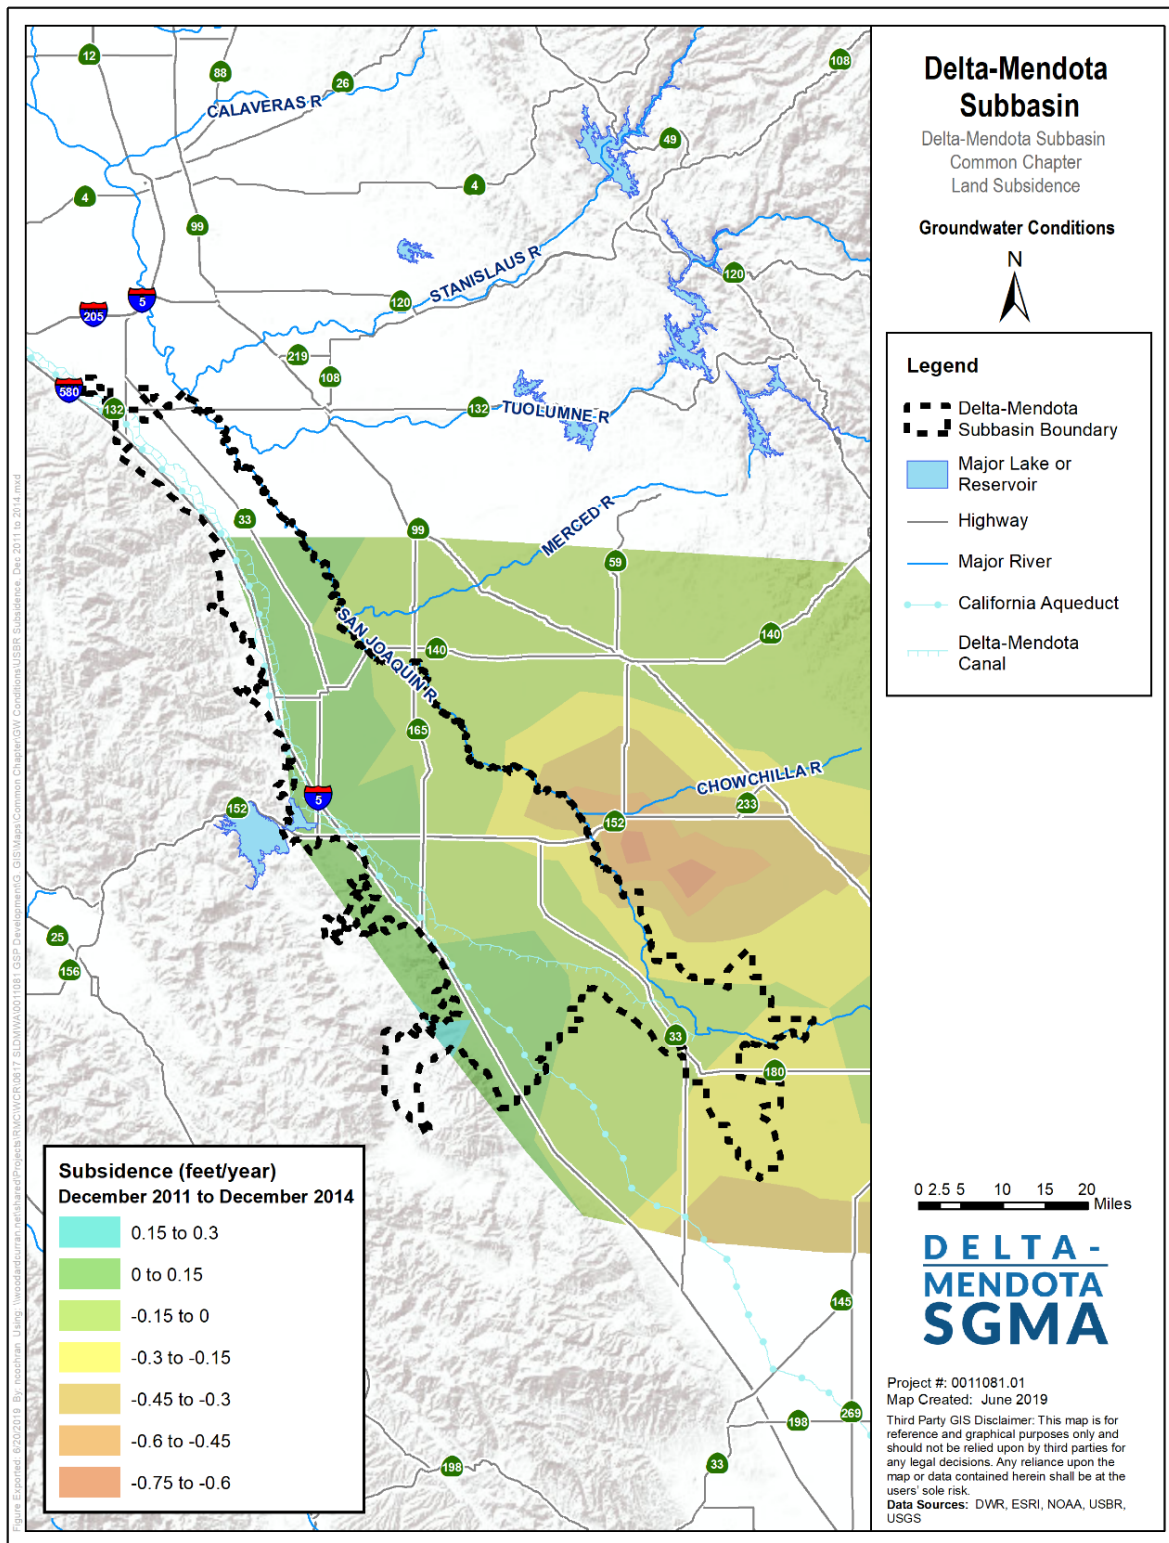 Delta-Mendota
Subbasin
Delta-Mendota Subbasin
Common Chapter
Land Subsidence
Groundwater Conditions
N
Legend
Delta-Mendota
Subbasin Boundary
Major Lake or
Reservoir
Highway
Major River
California Aqueduct
Delta-Mendota
Canal
0 2.5 5 10 15 20
Miles
DELTA-
MENDOTA
SGMA
Project #: 0011081.01
Map Created: June 2019
Third Party GIS Disclaimer: This map is for
reference and graphical purposes only and
should not be relied upon by third parties for
any legal decisions. Any reliance upon the
map or data contained herein shall be at the
users' sole risk.
Data Sources: DWR, ESRI, NOAA, USBR,
USGS
12
88
26
108
CALAVERAS R
49
4
4
99
STANISLAUS R
120
5
120
205
219
108
580
132
132
TUOLUMNE R
33
99
MERCED R
59
SAN JOAQUIN R
140
140
165
CHOWCHILLA R
5
152
233
152
25
156
33
180
145
269
198
33
198
Subsidence (feet/year)
December 2011 to December 2014
0.15 to 0.3
0 to 0.15
-0.15 to 0
-0.3 to -0.15
-0.45 to -0.3
-0.6 to -0.45
-0.75 to -0.6